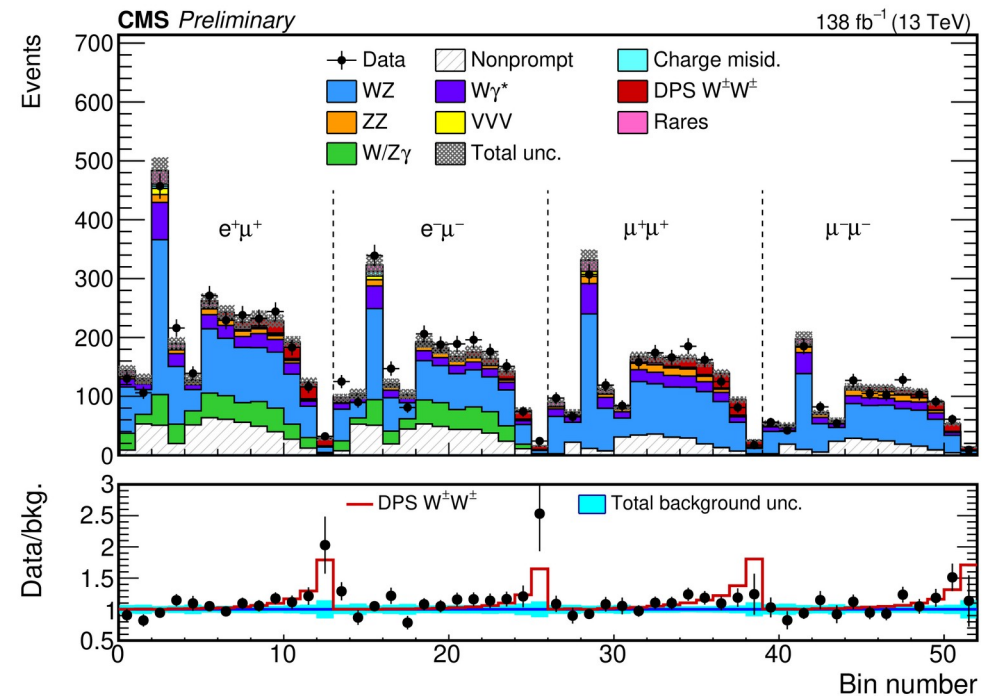 CMS Preliminary 138 fb⁻¹ (13 TeV)
Events
700
600
500
400
300
200
100
0
Data Nonprompt Charge misid.
WZ Wγ* DPS W±W±
ZZ VVV Rares
W/Zγ Total unc.
e⁺μ⁺ e⁻μ⁻ μ⁺μ⁺ μ⁻μ⁻
Data/bkg.
3
2.5
2
1.5
1
0.5
DPS W±W± Total background unc.
0 10 20 30 40 50
Bin number